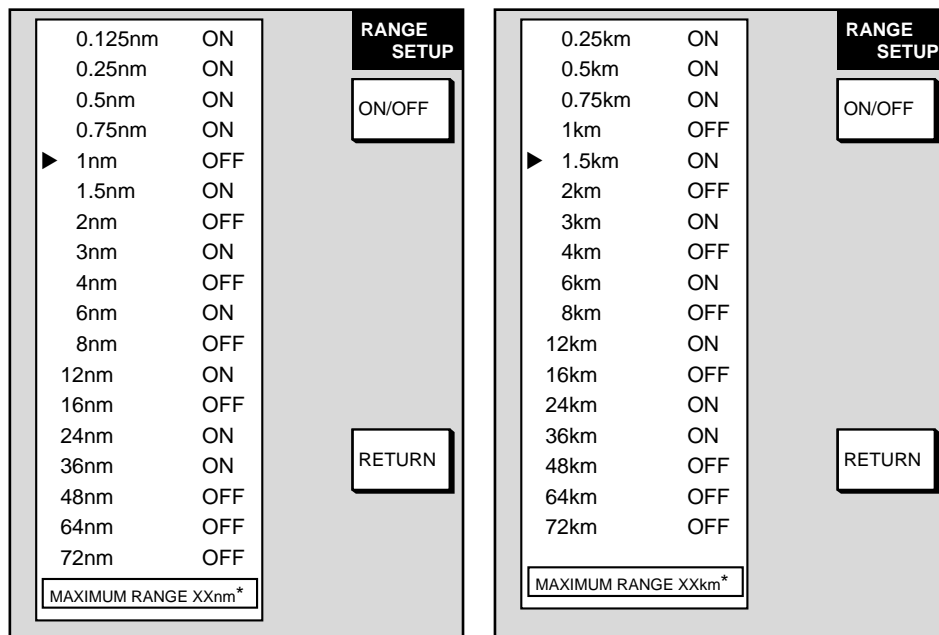 0.125nm ON
0.25nm ON
0.5nm ON
0.75nm ON
▶ 1nm OFF
1.5nm ON
2nm OFF
3nm ON
4nm OFF
6nm ON
8nm OFF
12nm ON
16nm OFF
24nm ON
36nm ON
48nm OFF
64nm OFF
72nm OFF
MAXIMUM RANGE XXnm*
RANGE
SETUP
ON/OFF
RETURN
0.25km ON
0.5km ON
0.75km ON
1km OFF
▶ 1.5km ON
2km OFF
3km ON
4km OFF
6km ON
8km OFF
12km ON
16km OFF
24km ON
36km ON
48km OFF
64km OFF
72km OFF
MAXIMUM RANGE XXkm*
RANGE
SETUP
ON/OFF
RETURN